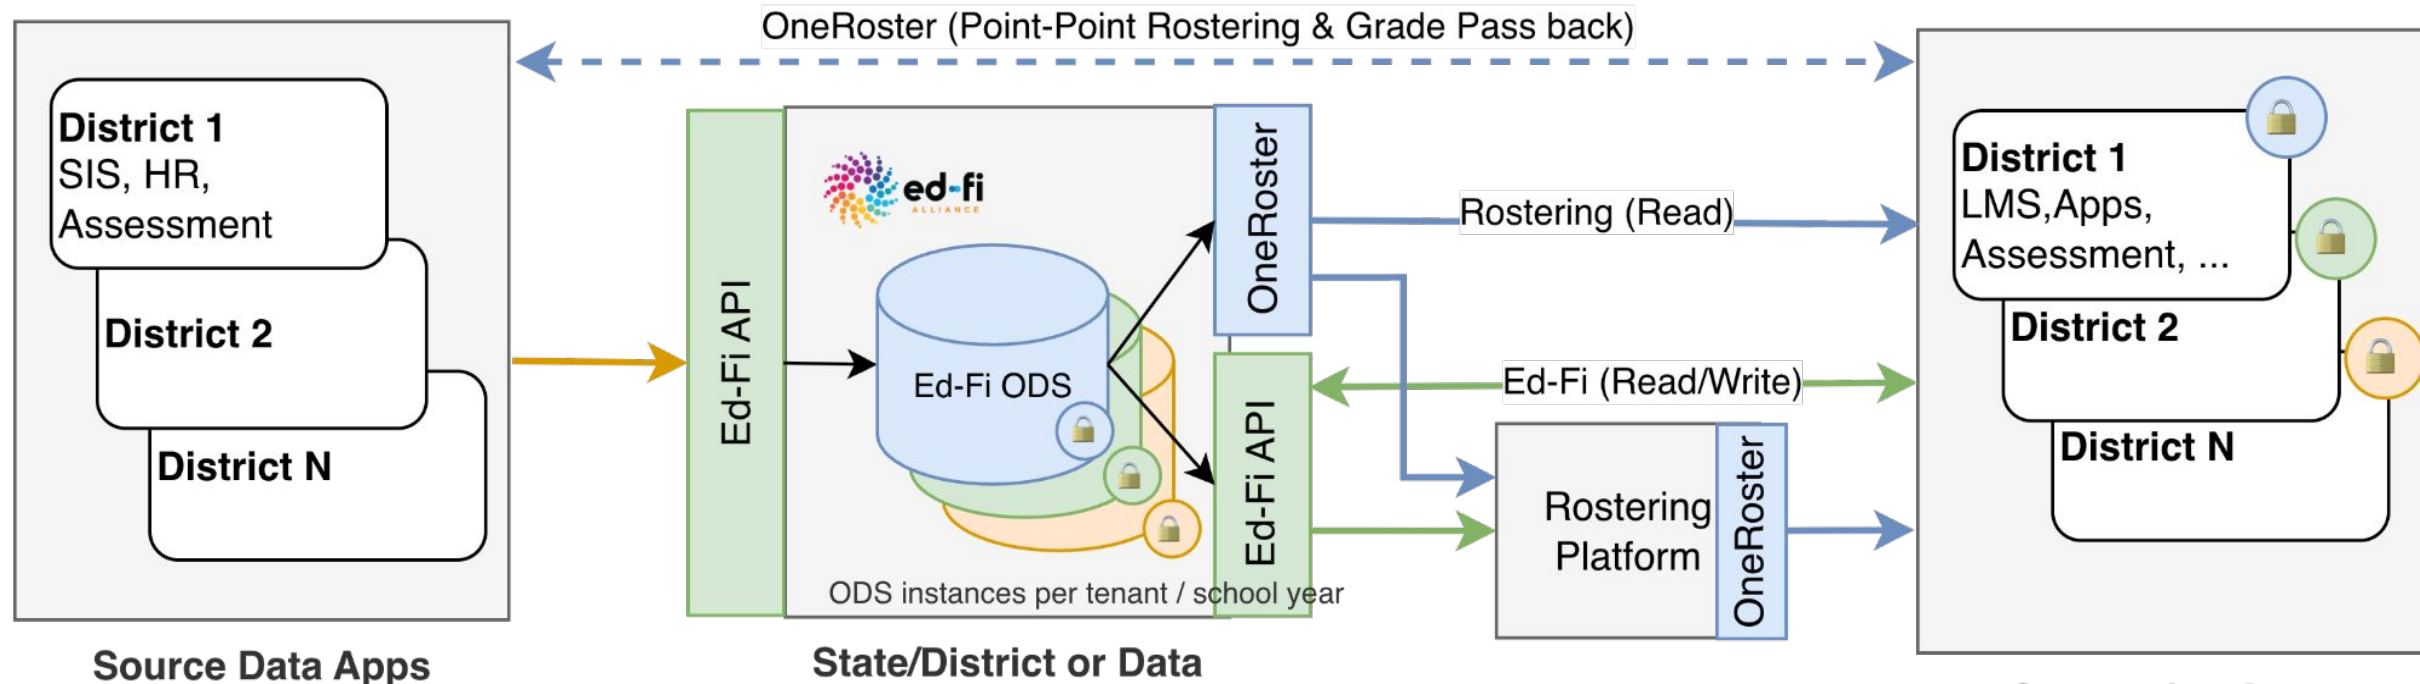 OneRoster (Point-Point Rostering & Grade Pass back)
District 1
SIS, HR,
Assessment
District 2
District N
Source Data Apps
Ed-Fi API
ed-fi
ALLIANCE
Ed-Fi ODS
ODS instances per tenant / school year
State/District or Data
OneRoster
Ed-Fi API
Rostering (Read)
Ed-Fi (Read/Write)
Rostering
Platform
OneRoster
District 1
LMS,Apps,
Assessment, ...
District 2
District N